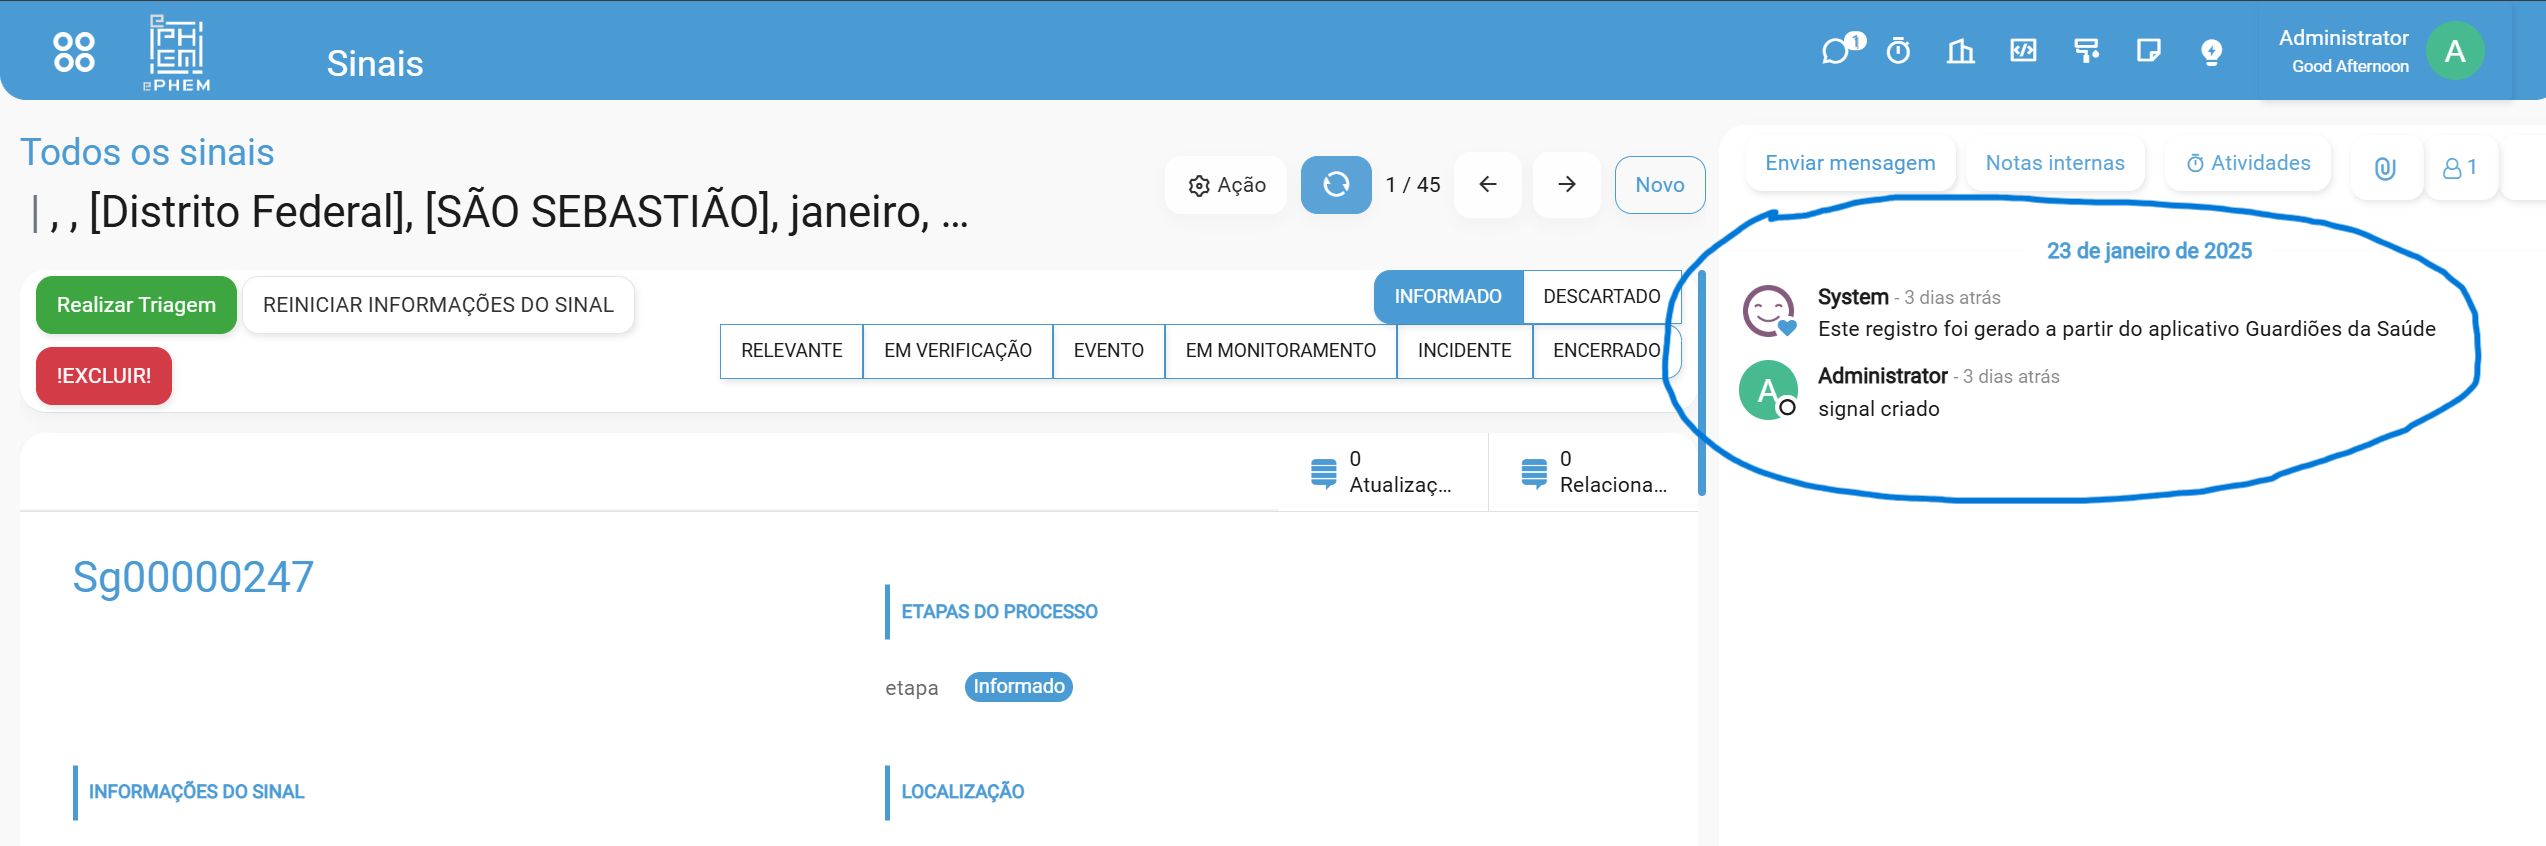 ePHEM
Sinais
1
Administrator
Good Afternoon
A
Todos os sinais
| , , [Distrito Federal], [SÃO SEBASTIÃO], janeiro, ...
Ação
1 / 45
Novo
Enviar mensagem
Notas internas
Atividades
1
Realizar Triagem
REINICIAR INFORMAÇÕES DO SINAL
!EXCLUIR!
INFORMADO
DESCARTADO
RELEVANTE
EM VERIFICAÇÃO
EVENTO
EM MONITORAMENTO
INCIDENTE
ENCERRADO
23 de janeiro de 2025
System - 3 dias atrás
Este registro foi gerado a partir do aplicativo Guardiões da Saúde
A
Administrator - 3 dias atrás
signal criado
0
Atualizaç...
0
Relaciona...
Sg00000247
ETAPAS DO PROCESSO
etapa
Informado
INFORMAÇÕES DO SINAL
LOCALIZAÇÃO